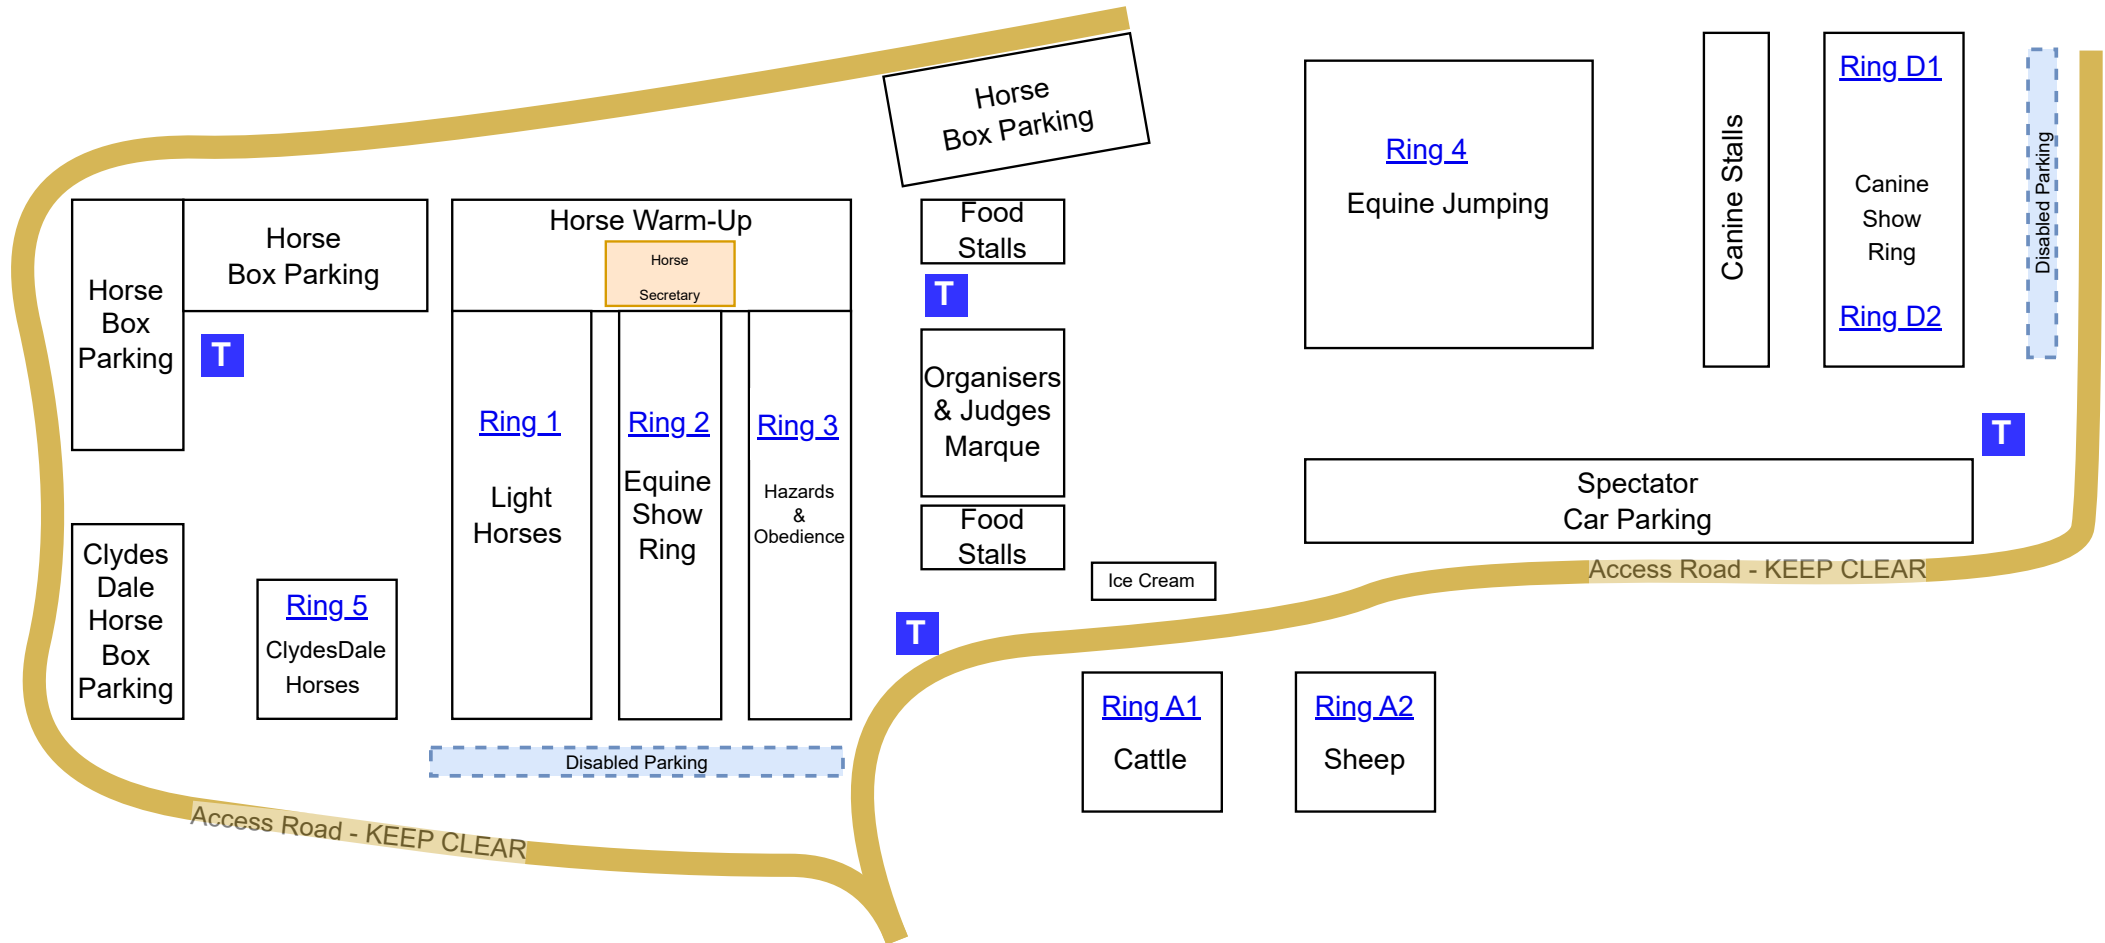 Horse
Box Parking
Horse
Box
Parking
Horse
Box Parking
T
Clydes
Dale
Horse
Box
Parking
Ring 5
ClydesDale
Horses
Horse Warm-Up
Horse
Secretary
Ring 1
Light
Horses
Ring 2
Equine
Show
Ring
Ring 3
Hazards
&
Obedience
Disabled Parking
Access Road - KEEP CLEAR
Food
Stalls
T
Organisers
& Judges
Marque
Food
Stalls
T
Ice Cream
Ring 4
Equine Jumping
Canine Stalls
Ring D1
Canine
Show
Ring
Ring D2
Disabled Parking
T
Spectator
Car Parking
Access Road - KEEP CLEAR
Ring A1
Cattle
Ring A2
Sheep